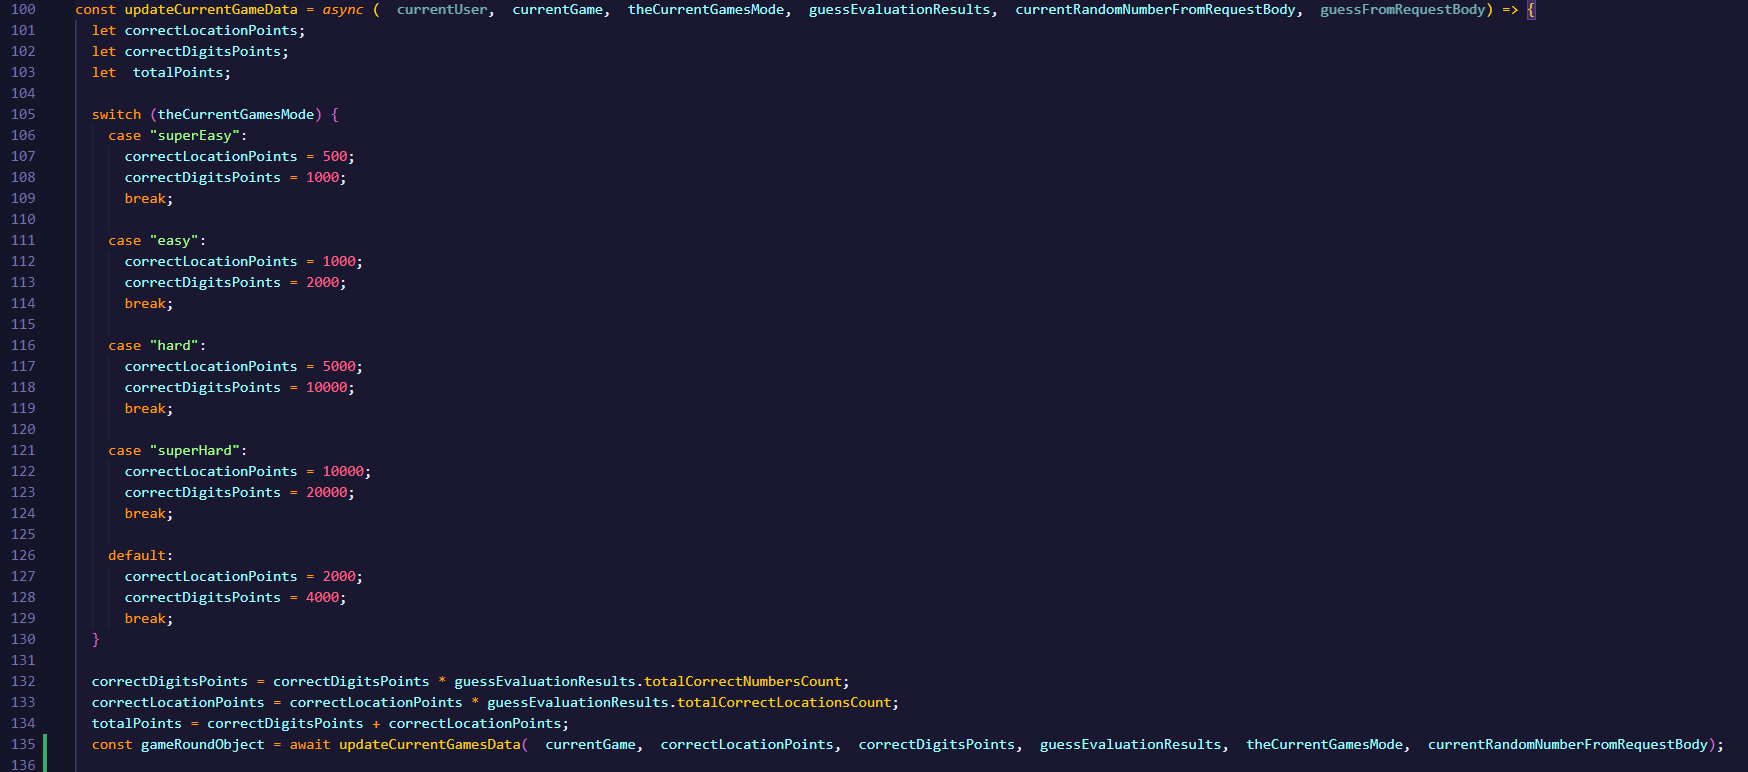 100 const updateCurrentGameData = async ( currentUser, currentGame, theCurrentGamesMode, guessEvaluationResults, currentRandomNumberFromRequestBody, guessFromRequestBody) => {
101 let correctLocationPoints;
102 let correctDigitsPoints;
103 let totalPoints;
104
105 switch (theCurrentGamesMode) {
106 case "superEasy":
107 correctLocationPoints = 500;
108 correctDigitsPoints = 1000;
109 break;
110
111 case "easy":
112 correctLocationPoints = 1000;
113 correctDigitsPoints = 2000;
114 break;
115
116 case "hard":
117 correctLocationPoints = 5000;
118 correctDigitsPoints = 10000;
119 break;
120
121 case "superHard":
122 correctLocationPoints = 10000;
123 correctDigitsPoints = 20000;
124 break;
125
126 default:
127 correctLocationPoints = 2000;
128 correctDigitsPoints = 4000;
129 break;
130 }
131
132 correctDigitsPoints = correctDigitsPoints * guessEvaluationResults.totalCorrectNumbersCount;
133 correctLocationPoints = correctLocationPoints * guessEvaluationResults.totalCorrectLocationsCount;
134 totalPoints = correctDigitsPoints + correctLocationPoints;
135 const gameRoundObject = await updateCurrentGamesData( currentGame, correctLocationPoints, correctDigitsPoints, guessEvaluationResults, theCurrentGamesMode, currentRandomNumberFromRequestBody);
136